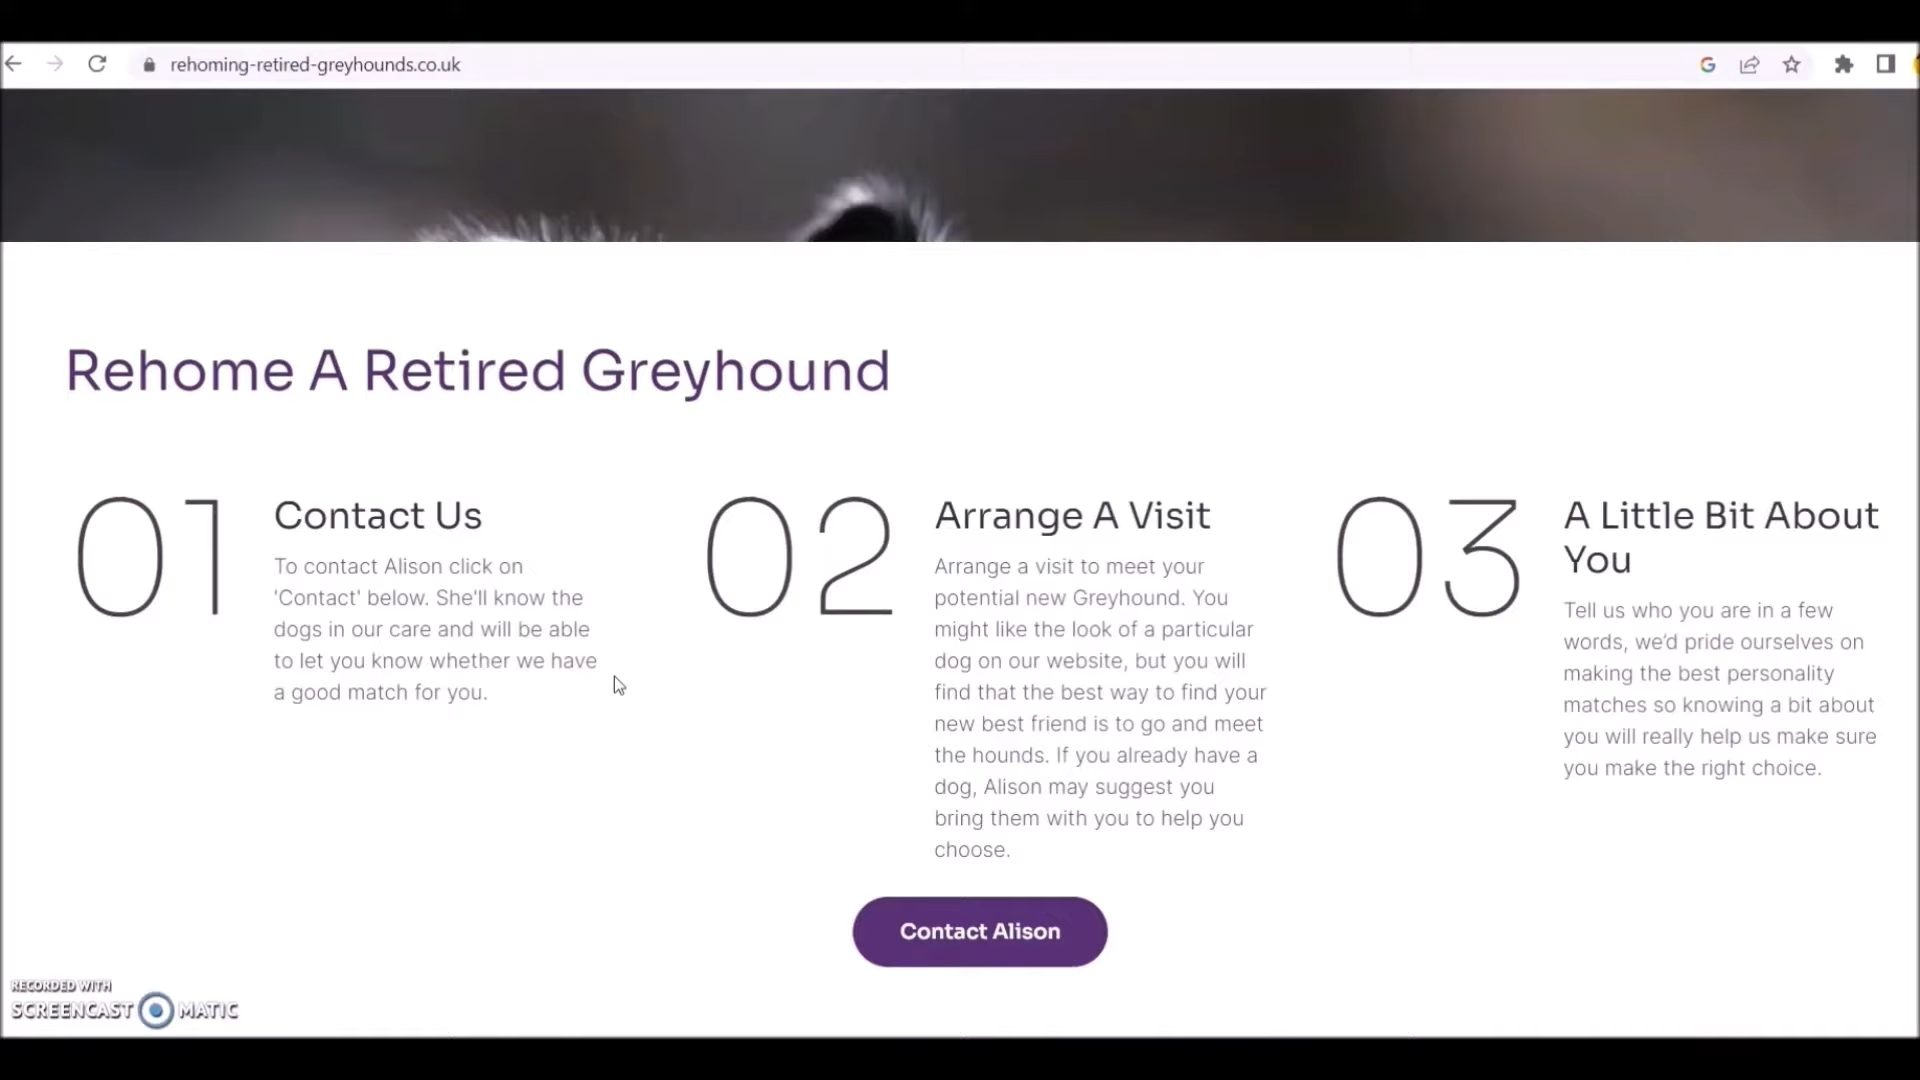 rehoming-retired-greyhounds.co.uk
Rehome A Retired Greyhound
01
Contact Us
To contact Alison click on
'Contact' below. She'll know the
dogs in our care and will be able
to let you know whether we have
a good match for you.
02
Arrange A Visit
Arrange a visit to meet your
potential new Greyhound. You
might like the look of a particular
dog on our website, but you will
find that the best way to find your
new best friend is to go and meet
the hounds. If you already have a
dog, Alison may suggest you
bring them with you to help you
choose.
03
A Little Bit About
You
Tell us who you are in a few
words, we’d pride ourselves on
making the best personality
matches so knowing a bit about
you will really help us make sure
you make the right choice.
Contact Alison
RECORDED WITH
SCREENCAST MATIC